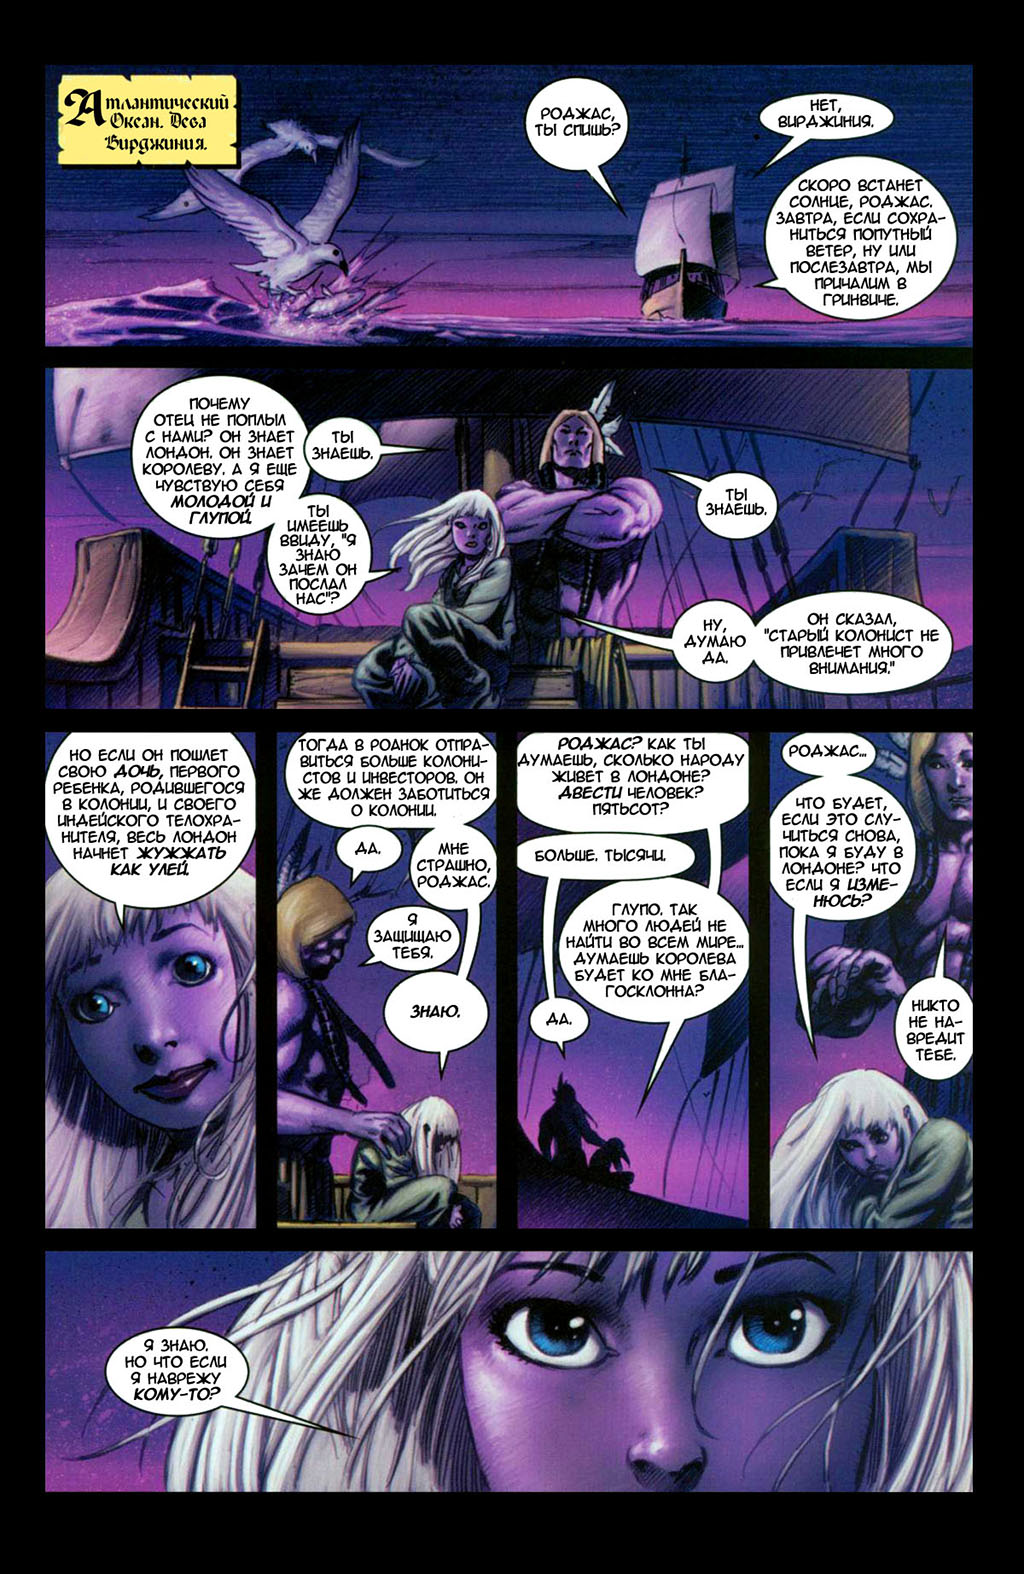 Атлантический
Океан. Дева
Вирджиния.
РОДЖАС,
ТЫ СПИШЬ?
НЕТ,
ВИРДЖИНИЯ.
СКОРО ВСТАНЕТ
СОЛНЦЕ, РОДЖАС.
ЗАВТРА, ЕСЛИ СОХРА-
НИТЬСЯ ПОПУТНЫЙ
ВЕТЕР, НУ ИЛИ
ПОСЛЕЗАВТРА, МЫ
ПРИЧАЛИМ В
ГРИНВИЧЕ.
ПОЧЕМУ
ОТЕЦ НЕ ПОПЛЫЛ
С НАМИ? ОН ЗНАЕТ
ЛОНДОН. ОН ЗНАЕТ
КОРОЛЕВУ. А Я ЕЩЕ
ЧУВСТВУЮ СЕБЯ
МОЛОДОЙ И
ГЛУПОЙ.
ТЫ
ЗНАЕШЬ.
ТЫ
ИМЕЕШЬ
ВВИДУ, "Я
ЗНАЮ
ЗАЧЕМ ОН
ПОСЛАЛ
НАС"?
ТЫ
ЗНАЕШЬ.
НУ,
ДУМАЮ
ДА.
ОН СКАЗАЛ,
"СТАРЫЙ КОЛОНИСТ НЕ
ПРИВЛЕЧЕТ МНОГО
ВНИМАНИЯ."
НО ЕСЛИ ОН ПОШЛЕТ
СВОЮ ДОЧЬ, ПЕРВОГО
РЕБЕНКА, РОДИВШЕГОСЯ
В КОЛОНИИ, И СВОЕГО
ИНДЕЙСКОГО ТЕЛОХРА-
НИТЕЛЯ, ВЕСЬ ЛОНДОН
НАЧНЕТ ЖУЖЖАТЬ
КАК УЛЕЙ.
ТОГДА В РОАНОК ОТПРА-
ВИТЬСЯ БОЛЬШЕ КОЛОНИ-
СТОВ И ИНВЕСТОРОВ. ОН
ЖЕ ДОЛЖЕН ЗАБОТИТЬСЯ
О КОЛОНИИ.
ДА.
МНЕ
СТРАШНО,
РОДЖАС.
Я
ЗАЩИЩАЮ
ТЕБЯ.
ЗНАЮ.
РОДЖАС? КАК ТЫ
ДУМАЕШЬ, СКОЛЬКО НАРОДУ
ЖИВЕТ В ЛОНДОНЕ?
ДВЕСТИ ЧЕЛОВЕК?
ПЯТЬСОТ?
БОЛЬШЕ. ТЫСЯЧИ.
ГЛУПО. ТАК
МНОГО ЛЮДЕЙ НЕ
НАЙТИ ВО ВСЕМ МИРЕ...
ДУМАЕШЬ КОРОЛЕВА
БУДЕТ КО МНЕ БЛА-
ГОСКЛОННА?
ДА.
РОДЖАС...
ЧТО БУДЕТ,
ЕСЛИ ЭТО СЛУ-
ЧИТЬСЯ СНОВА,
ПОКА Я БУДУ В
ЛОНДОНЕ? ЧТО
ЕСЛИ Я ИЗМЕ-
НЮСЬ?
НИКТО
НЕ НА-
ВРЕДИТ
ТЕБЕ.
Я ЗНАЮ.
НО ЧТО ЕСЛИ
Я НАВРЕЖУ
КОМУ-ТО?